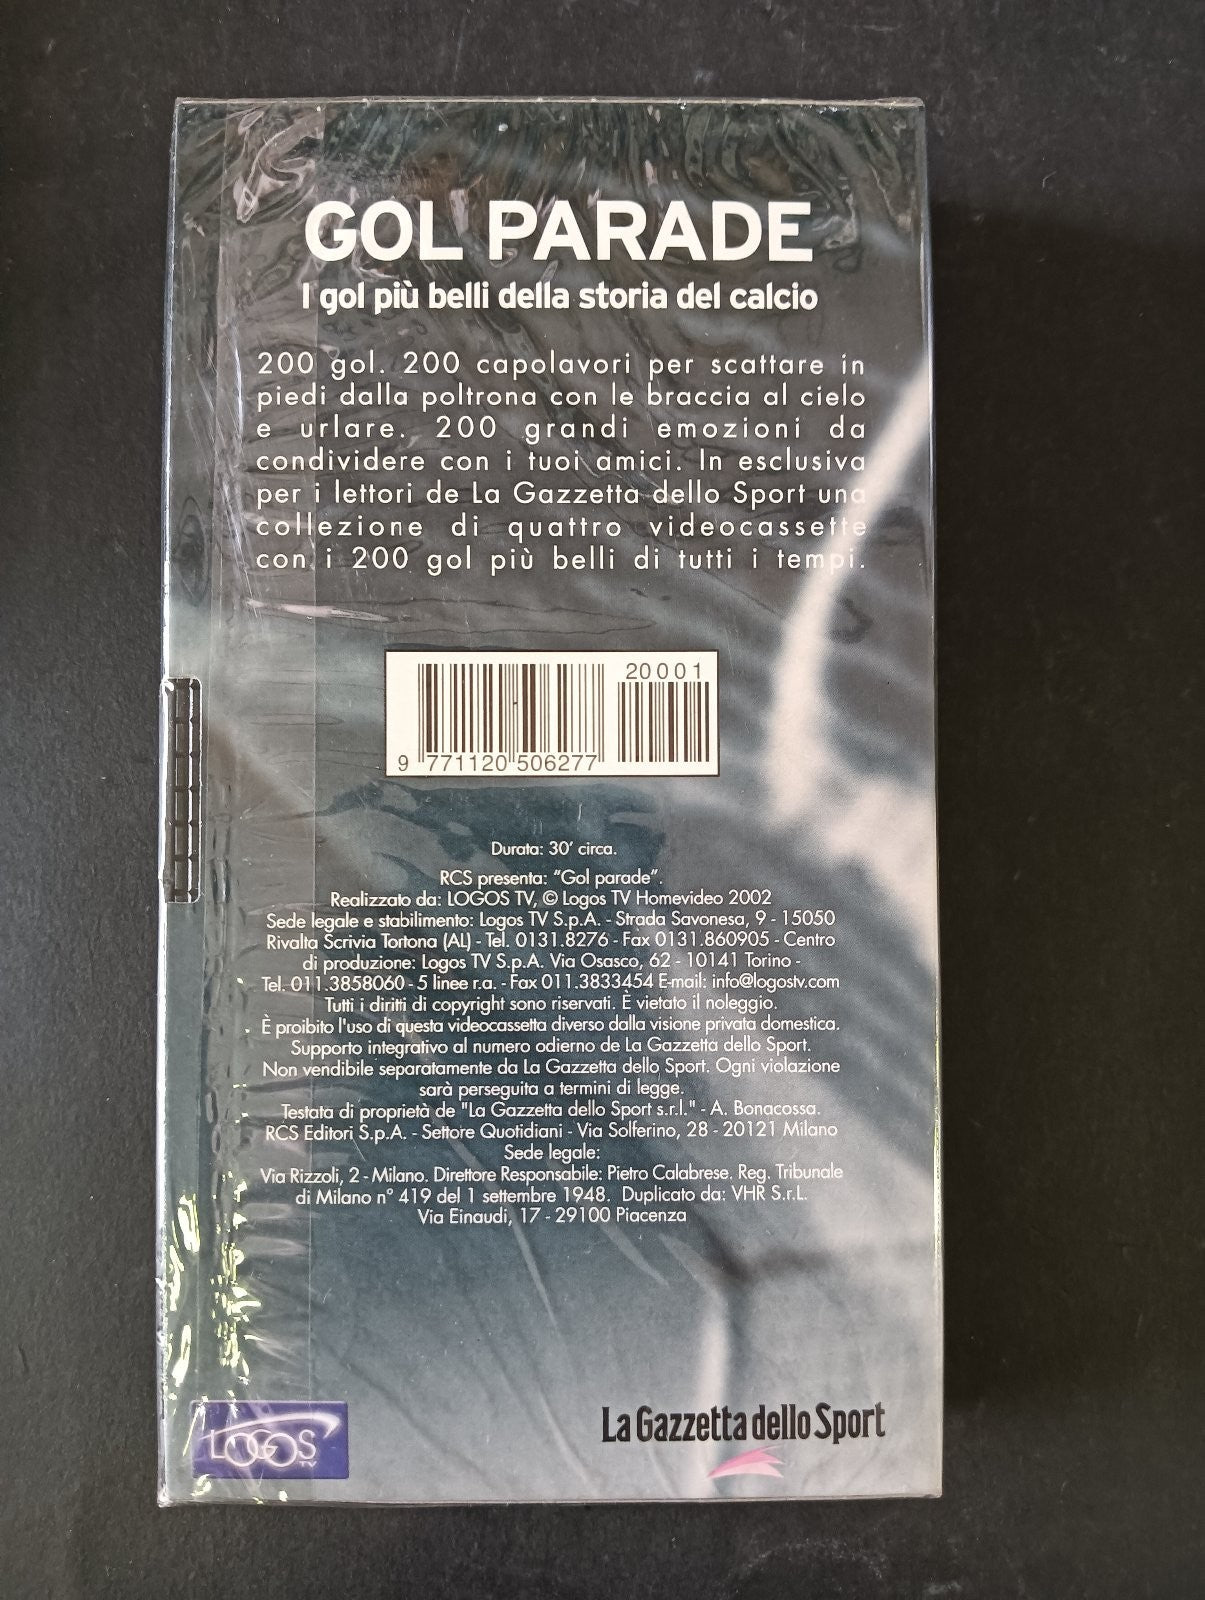 GOL PARADE
I gol più belli della storia del calcio
200 gol. 200 capolavori per scattare in
piedi dalla poltrona con le braccia al cielo
e urlare. 200 grandi emozioni da
condividere con i tuoi amici. In esclusiva
per i lettori de La Gazzetta dello Sport una
collezione di quattro videocassette
con i 200 gol più belli di tutti i tempi.
20001
9 771120 506277
Durata: 30' circa.
RCS presenta: "Gol parade".
Realizzato da: LOGOS TV, © Logos TV Homevideo 2002
Sede legale e stabilimento: Logos TV S.p.A. - Strada Savonesa, 9 - 15050
Rivalta Scrivia Tortona (AL) - Tel. 0131.8276 - Fax 0131.860905 - Centro
di produzione: Logos TV S.p.A. Via Osasco, 62 - 10141 Torino -
Tel. 011.3858060 - 5 linee r.a. - Fax 011.3833454 E-mail: info@logostv.com
Tutti i diritti di copyright sono riservati. È vietato il noleggio.
È proibito l'uso di questa videocassetta diverso dalla visione privata domestica.
Supporto integrativo al numero odierno de La Gazzetta dello Sport.
Non vendibile separatamente da La Gazzetta dello Sport. Ogni violazione
sarà perseguita a termini di legge.
Testata di proprietà de "La Gazzetta dello Sport s.r.l." - A. Bonacossa.
RCS Editori S.p.A. - Settore Quotidiani - Via Solferino, 28 - 20121 Milano
Sede legale:
Via Rizzoli, 2 - Milano. Direttore Responsabile: Pietro Calabrese. Reg. Tribunale
di Milano n° 419 del 1 settembre 1948. Duplicato da: VHR S.r.L.
Via Einaudi, 17 - 29100 Piacenza
LOGOS TV
La Gazzetta dello Sport